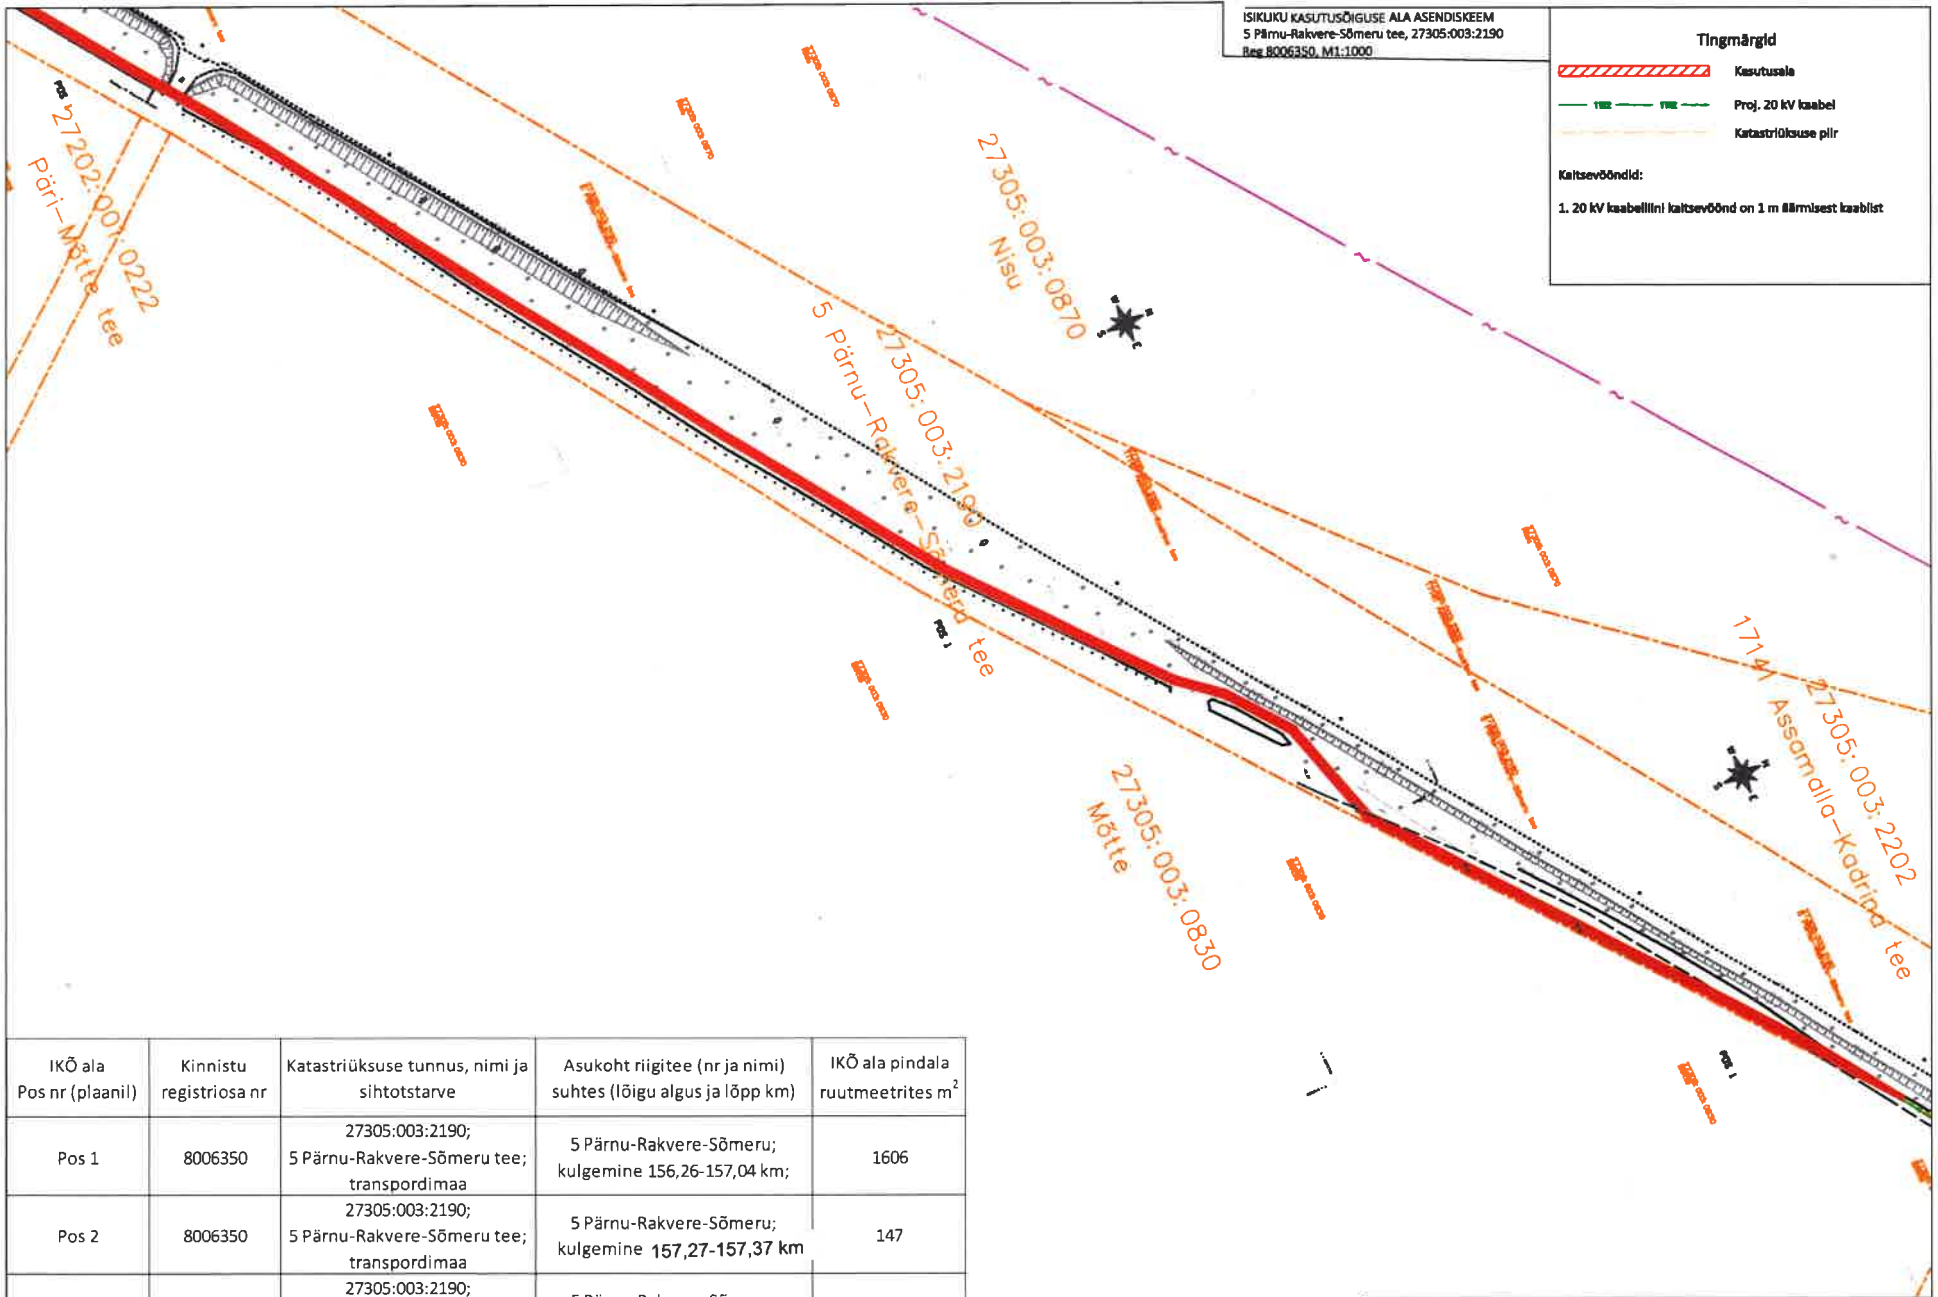 ISIKLIKU KASUTUSÕIGUSE ALA ASENDISKEEM
5 Pärnu-Rakvere-Sõmeru tee, 27305:003:2190
Reg 8006350, M1:1000
Tingmärgid
Kasutusala
Proj. 20 kV kaabel
Katastriüksuse piir
Kaitsevööndid:
1. 20 kV kaabelliini kaitsevöönd on 1 m äärmisest kaablist
POS 1
27202:001:0222
Päri-Mõtte tee
27305:003:0870
Nisu
27305:003:2190
5 Pärnu-Rakvere-Sõmeru tee
POS 1
27305:003:0830
Mõtte
27305:003:2202
17141 Assamalla-Kadrina tee
POS 1
IKÕ ala
Pos nr (plaanil)
Kinnistu
registriosa nr
Katastriüksuse tunnus, nimi ja
sihtotstarve
Asukoht riigitee (nr ja nimi)
suhtes (lõigu algus ja lõpp km)
IKÕ ala pindala
ruutmeetrites m²
Pos 1
8006350
27305:003:2190;
5 Pärnu-Rakvere-Sõmeru tee;
transpordimaa
5 Pärnu-Rakvere-Sõmeru;
kulgemine 156,26-157,04 km;
1606
Pos 2
8006350
27305:003:2190;
5 Pärnu-Rakvere-Sõmeru tee;
transpordimaa
5 Pärnu-Rakvere-Sõmeru;
kulgemine 157,27-157,37 km
147
27305:003:2190;